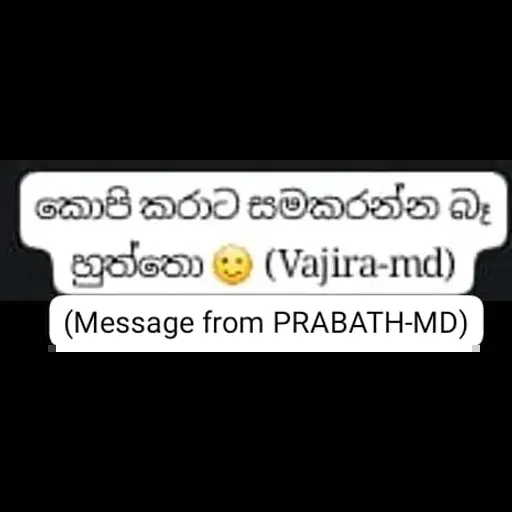 කොපි කරාට සමකරන්න බෑ
හුත්තො 🙂 (Vajira-md)
(Message from PRABATH-MD)